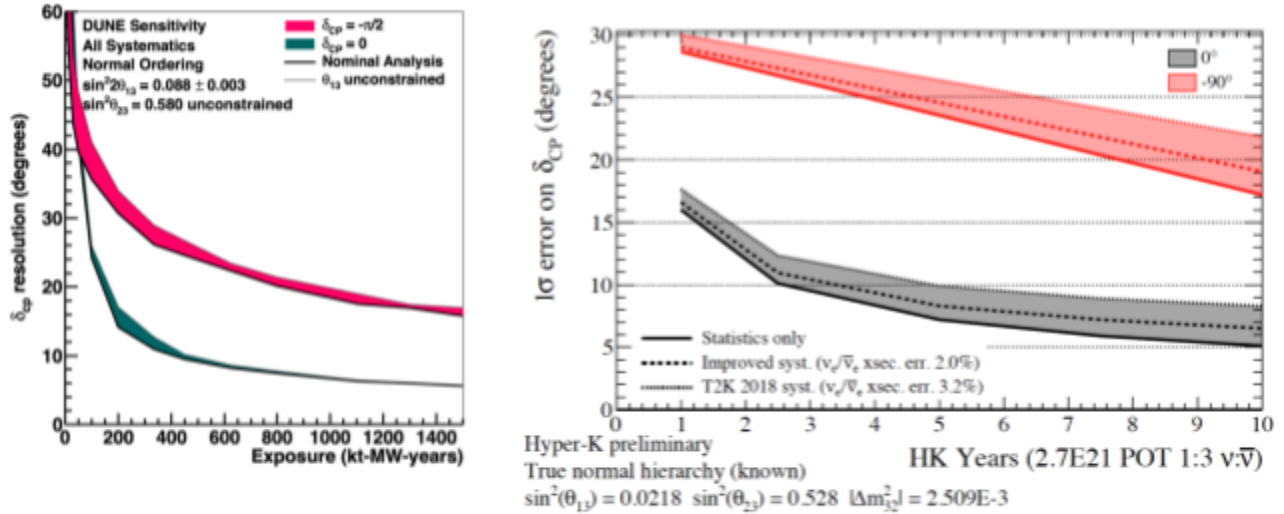 60
50
40
30
20
10
0
δCP resolution (degrees)
DUNE Sensitivity
All Systematics
Normal Ordering
sin²2θ₁₃ = 0.088 ± 0.003
sin²θ₂₃ = 0.580 unconstrained
δCP = -π/2
δCP = 0
Nominal Analysis
θ₁₃ unconstrained
0 200 400 600 800 1000 1200 1400
Exposure (kt-MW-years)
30
25
20
15
10
5
0
1σ error on δCP (degrees)
0°
-90°
Statistics only
Improved syst. (νₑ/ν̅ₑ xsec. err. 2.0%)
T2K 2018 syst. (νₑ/ν̅ₑ xsec. err. 3.2%)
0 1 2 3 4 5 6 7 8 9 10
HK Years (2.7E21 POT 1:3 ν:ν̅)
Hyper-K preliminary
True normal hierarchy (known)
sin²(θ₁₃) = 0.0218 sin²(θ₂₃) = 0.528 |Δm²₃₂| = 2.509E-3